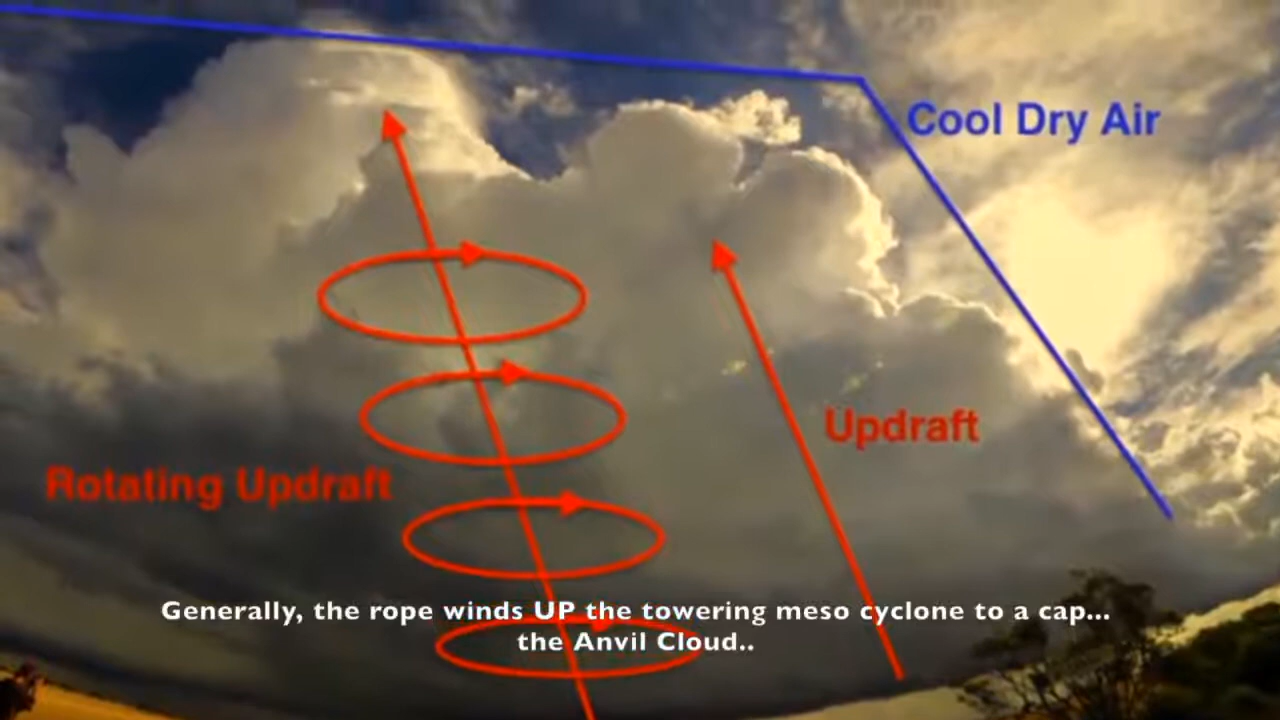 Cool Dry Air
Updraft
Rotating Updraft
Generally, the rope winds UP the towering meso cyclone to a cap...
the Anvil Cloud..